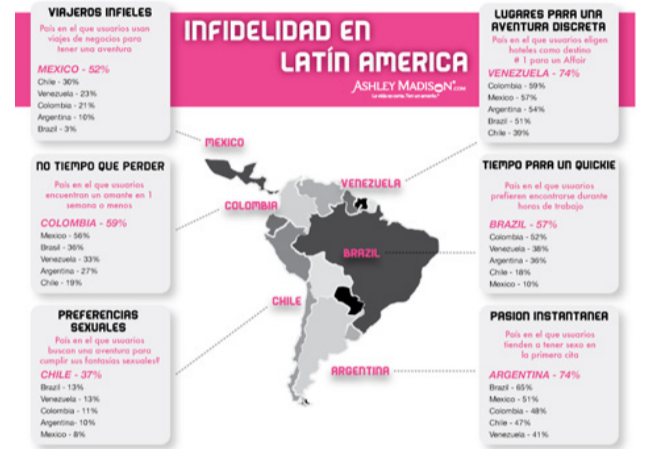 INFIDELIDAD EN
LATÍN AMERICA
ASHLEY MADISON.COM
La vida es corta. Ten un amorío.
VIAJEROS INFIELES
País en el que usuarios usan
viajes de negocios para
tener una aventura
MEXICO - 52%
Chile - 30%
Venezuela - 23%
Colombia - 21%
Argentina - 10%
Brazil - 3%
LUGARES PARA UNA
AVENTURA DISCRETA
País en el que usuarios eligen
hoteles como destino
# 1 para un Affair
VENEZUELA - 74%
Colombia - 59%
Mexico - 57%
Argentina - 54%
Brazil - 51%
Chile - 39%
NO TIEMPO QUE PERDER
País en el que usuarios
encuentran un amante en 1
semana o menos
COLOMBIA - 59%
Mexico - 56%
Brasil - 36%
Venezuela - 33%
Argentina - 27%
Chile - 19%
TIEMPO PARA UN QUICKIE
País en el que usuarios
prefieren encontrarse durante
horas de trabajo
BRAZIL - 57%
Colombia - 52%
Venezuela - 38%
Argentina - 36%
Chile - 18%
Mexico - 10%
PREFERENCIAS
SEXUALES
País en el que usuarios
buscan una aventura para
cumplir sus fantasías sexuales?
CHILE - 37%
Brazil - 13%
Venezuela - 13%
Colombia - 11%
Argentina- 10%
Mexico - 8%
PASION INSTANTANEA
País en el que usuarios
tienden a tener sexo en
la primera cita
ARGENTINA - 74%
Brazil - 65%
Mexico - 51%
Colombia - 48%
Chile - 47%
Venezuela - 41%
MEXICO
VENEZUELA
COLOMBIA
BRAZIL
CHILE
ARGENTINA